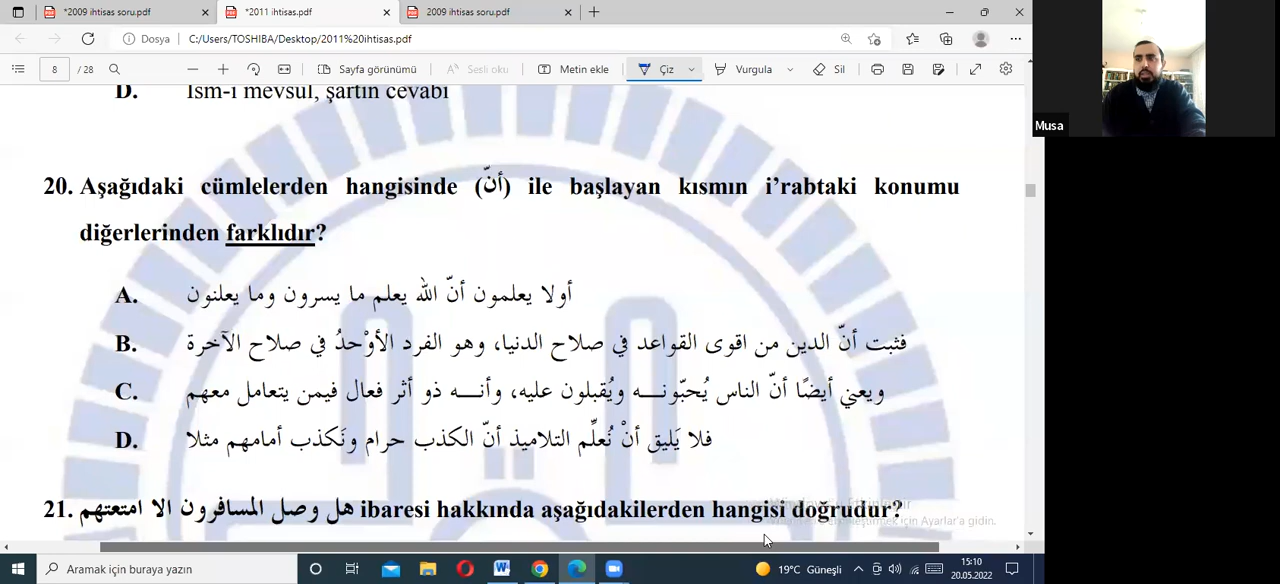 *2009 ihtisas soru.pdf
*2011 ihtisas.pdf
2009 ihtisas soru.pdf
Dosya
C:/Users/TOSHIBA/Desktop/2011%20ihtisas.pdf
8 / 28
Sayfa görünümü
Sesli oku
Metin ekle
Çiz
Vurgula
Sil
Musa
D. İsm-i mevsul, şartın cevabı
20. Aşağıdaki cümlelerden hangisinde (أنّ) ile başlayan kısmın i'rabtaki konumu
diğerlerinden farklıdır?
A. أولا يعلمون أنّ الله يعلم ما يسرون وما يعلنون
B. فثبت أنّ الدين من اقوى القواعد في صلاح الدنيا، وهو الفرد الأوْحدُ في صلاح الآخرة
C. ويعني أيضًا أنّ الناس يُحبّونـــه ويُقبلون عليه، وأنـــه ذو أثر فعال فيمن يتعامل معهم
D. فلا يَليق أنْ نُعلِّم التلاميذ أنّ الكذب حرام ونَكذب أمامهم مثلا
21. هل وصل المسافرون الا امتعتهم ibaresi hakkında aşağıdakilerden hangisi doğrudur?
Aramak için buraya yazın
19°C Güneşli
15:10
20.05.2022